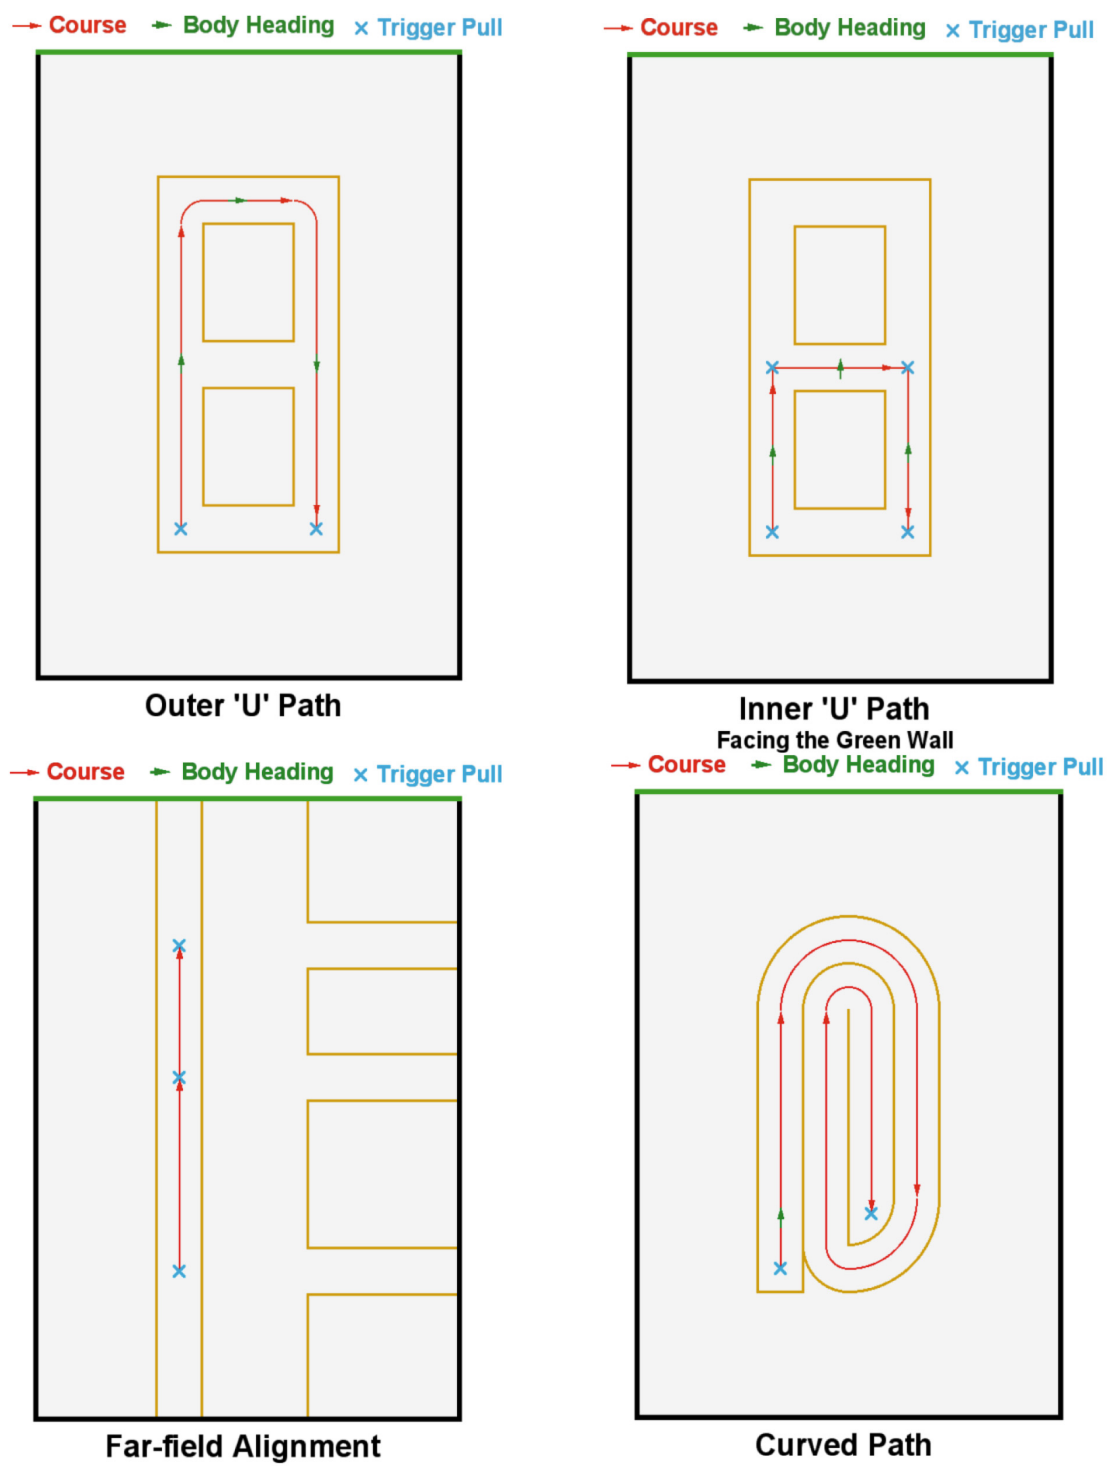 Course Body Heading × Trigger Pull
Outer 'U' Path
Course Body Heading × Trigger Pull
Inner 'U' Path
Facing the Green Wall
Course Body Heading × Trigger Pull
Far-field Alignment
Course Body Heading × Trigger Pull
Curved Path